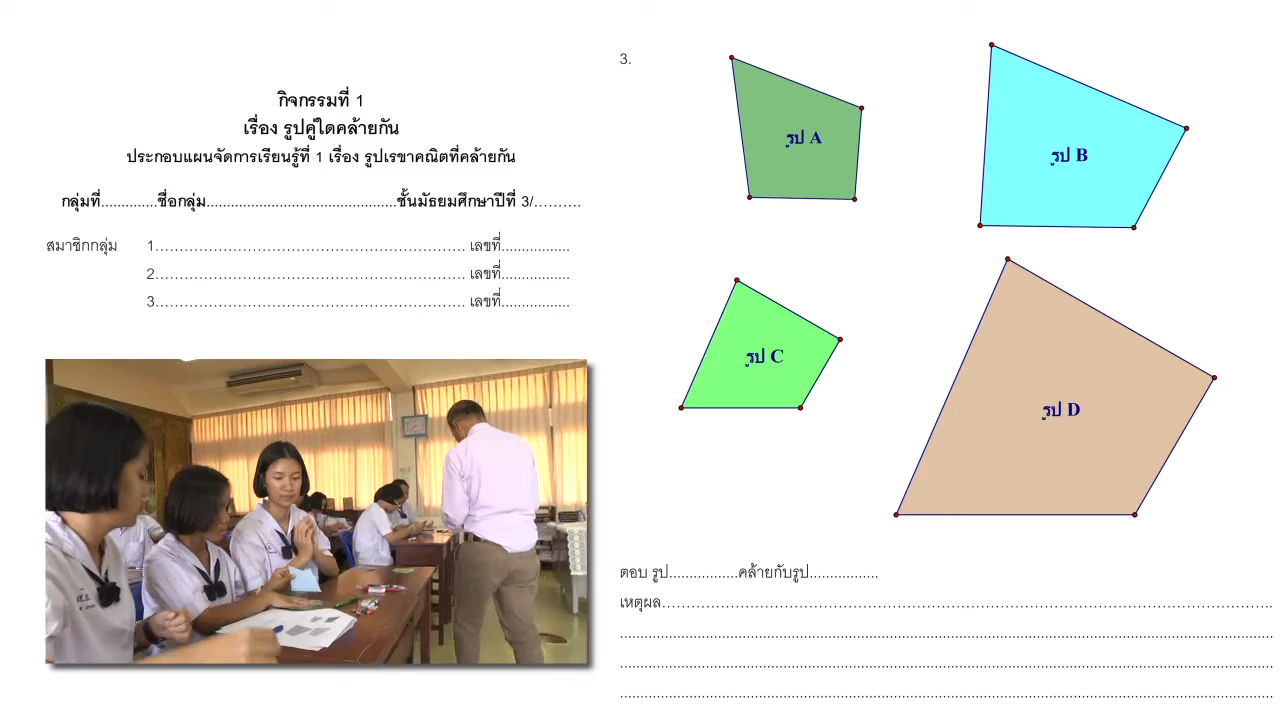 กิจกรรมที่ 1
เรื่อง รูปคู่ใดคล้ายกัน
ประกอบแผนจัดการเรียนรู้ที่ 1 เรื่อง รูปเรขาคณิตที่คล้ายกัน
กลุ่มที่..............ชื่อกลุ่ม...............................................ชั้นมัธยมศึกษาปีที่ 3/……….
สมาชิกกลุ่ม 1……………………………………………………… เลขที่.................
2……………………………………………………… เลขที่.................
3……………………………………………………… เลขที่.................
3.
รูป A
รูป B
รูป C
รูป D
ตอบ รูป.................คล้ายกับรูป.................
เหตุผล……………………………………………………………………………………………………………